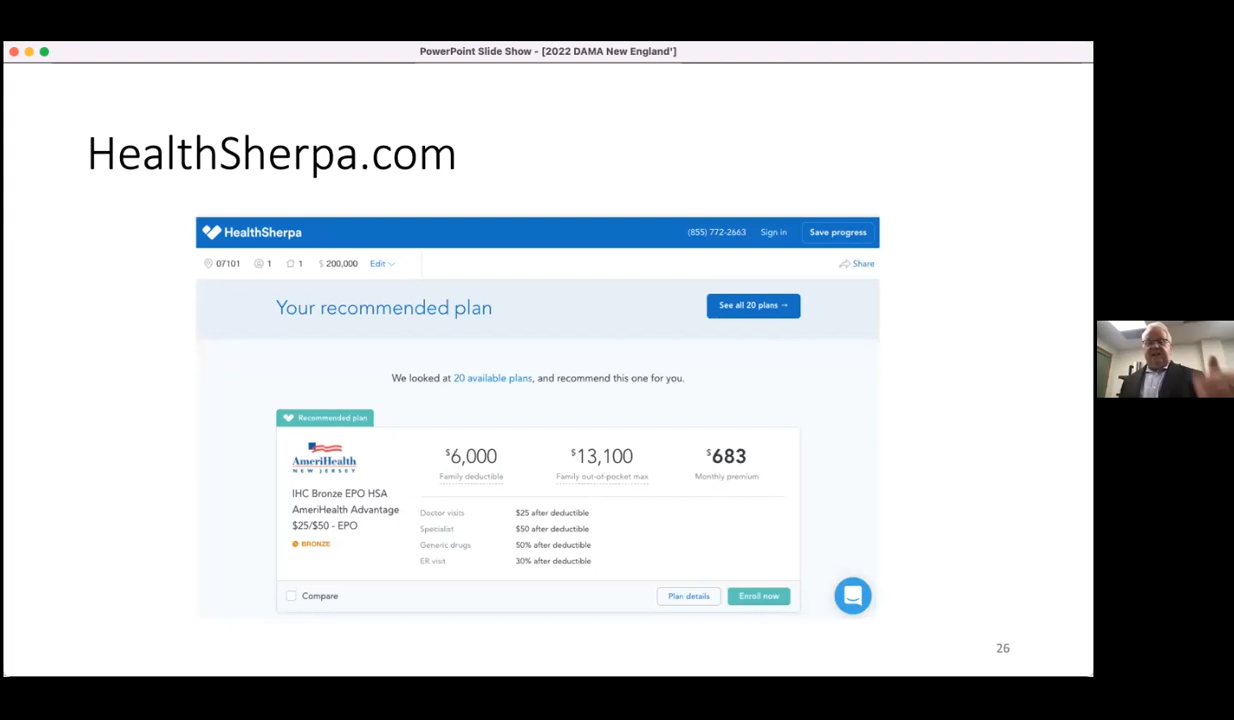 PowerPoint Slide Show - [2022 DAMA New England']
HealthSherpa.com
HealthSherpa
(855) 772-2663 Sign in Save progress
07101 1 1 $ 200,000 Edit
Share
Your recommended plan
See all 20 plans →
We looked at 20 available plans, and recommend this one for you.
Recommended plan
AmeriHealth
NEW JERSEY
$6,000 $13,100 $683
Family deductible Family out-of-pocket max Monthly premium
IHC Bronze EPO HSA
AmeriHealth Advantage
$25/$50 - EPO
BRONZE
Doctor visits $25 after deductible
Specialist $50 after deductible
Generic drugs 50% after deductible
ER visit 30% after deductible
Compare
Plan details Enroll now
26